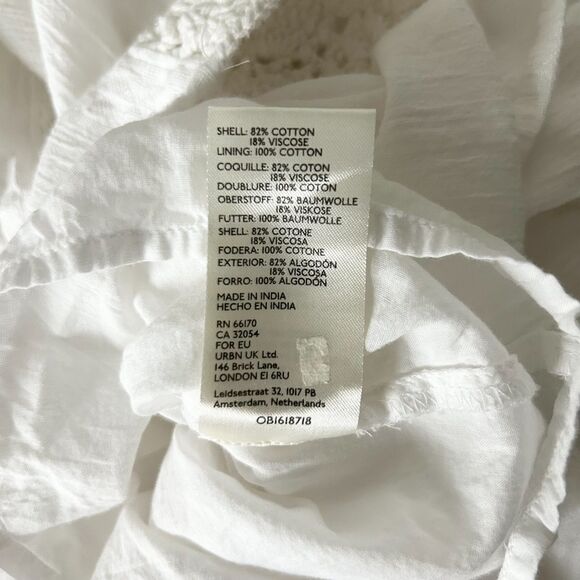 SHELL: 82% COTTON
18% VISCOSE
LINING: 100% COTTON
COQUILLE: 82% COTON
18% VISCOSE
DOUBLURE: 100% COTON
OBERSTOFF: 82% BAUMWOLLE
18% VISKOSE
FUTTER: 100% BAUMWOLLE
SHELL: 82% COTONE
18% VISCOSA
FODERA: 100% COTONE
EXTERIOR: 82% ALGODÓN
18% VISCOSA
FORRO: 100% ALGODÓN
MADE IN INDIA
HECHO EN INDIA
RN 66170
CA 32054
FOR EU
URBN UK Ltd.
146 Brick Lane,
LONDON E1 6RU
Leidsestraat 32, 1017 PB
Amsterdam, Netherlands
OB1618718